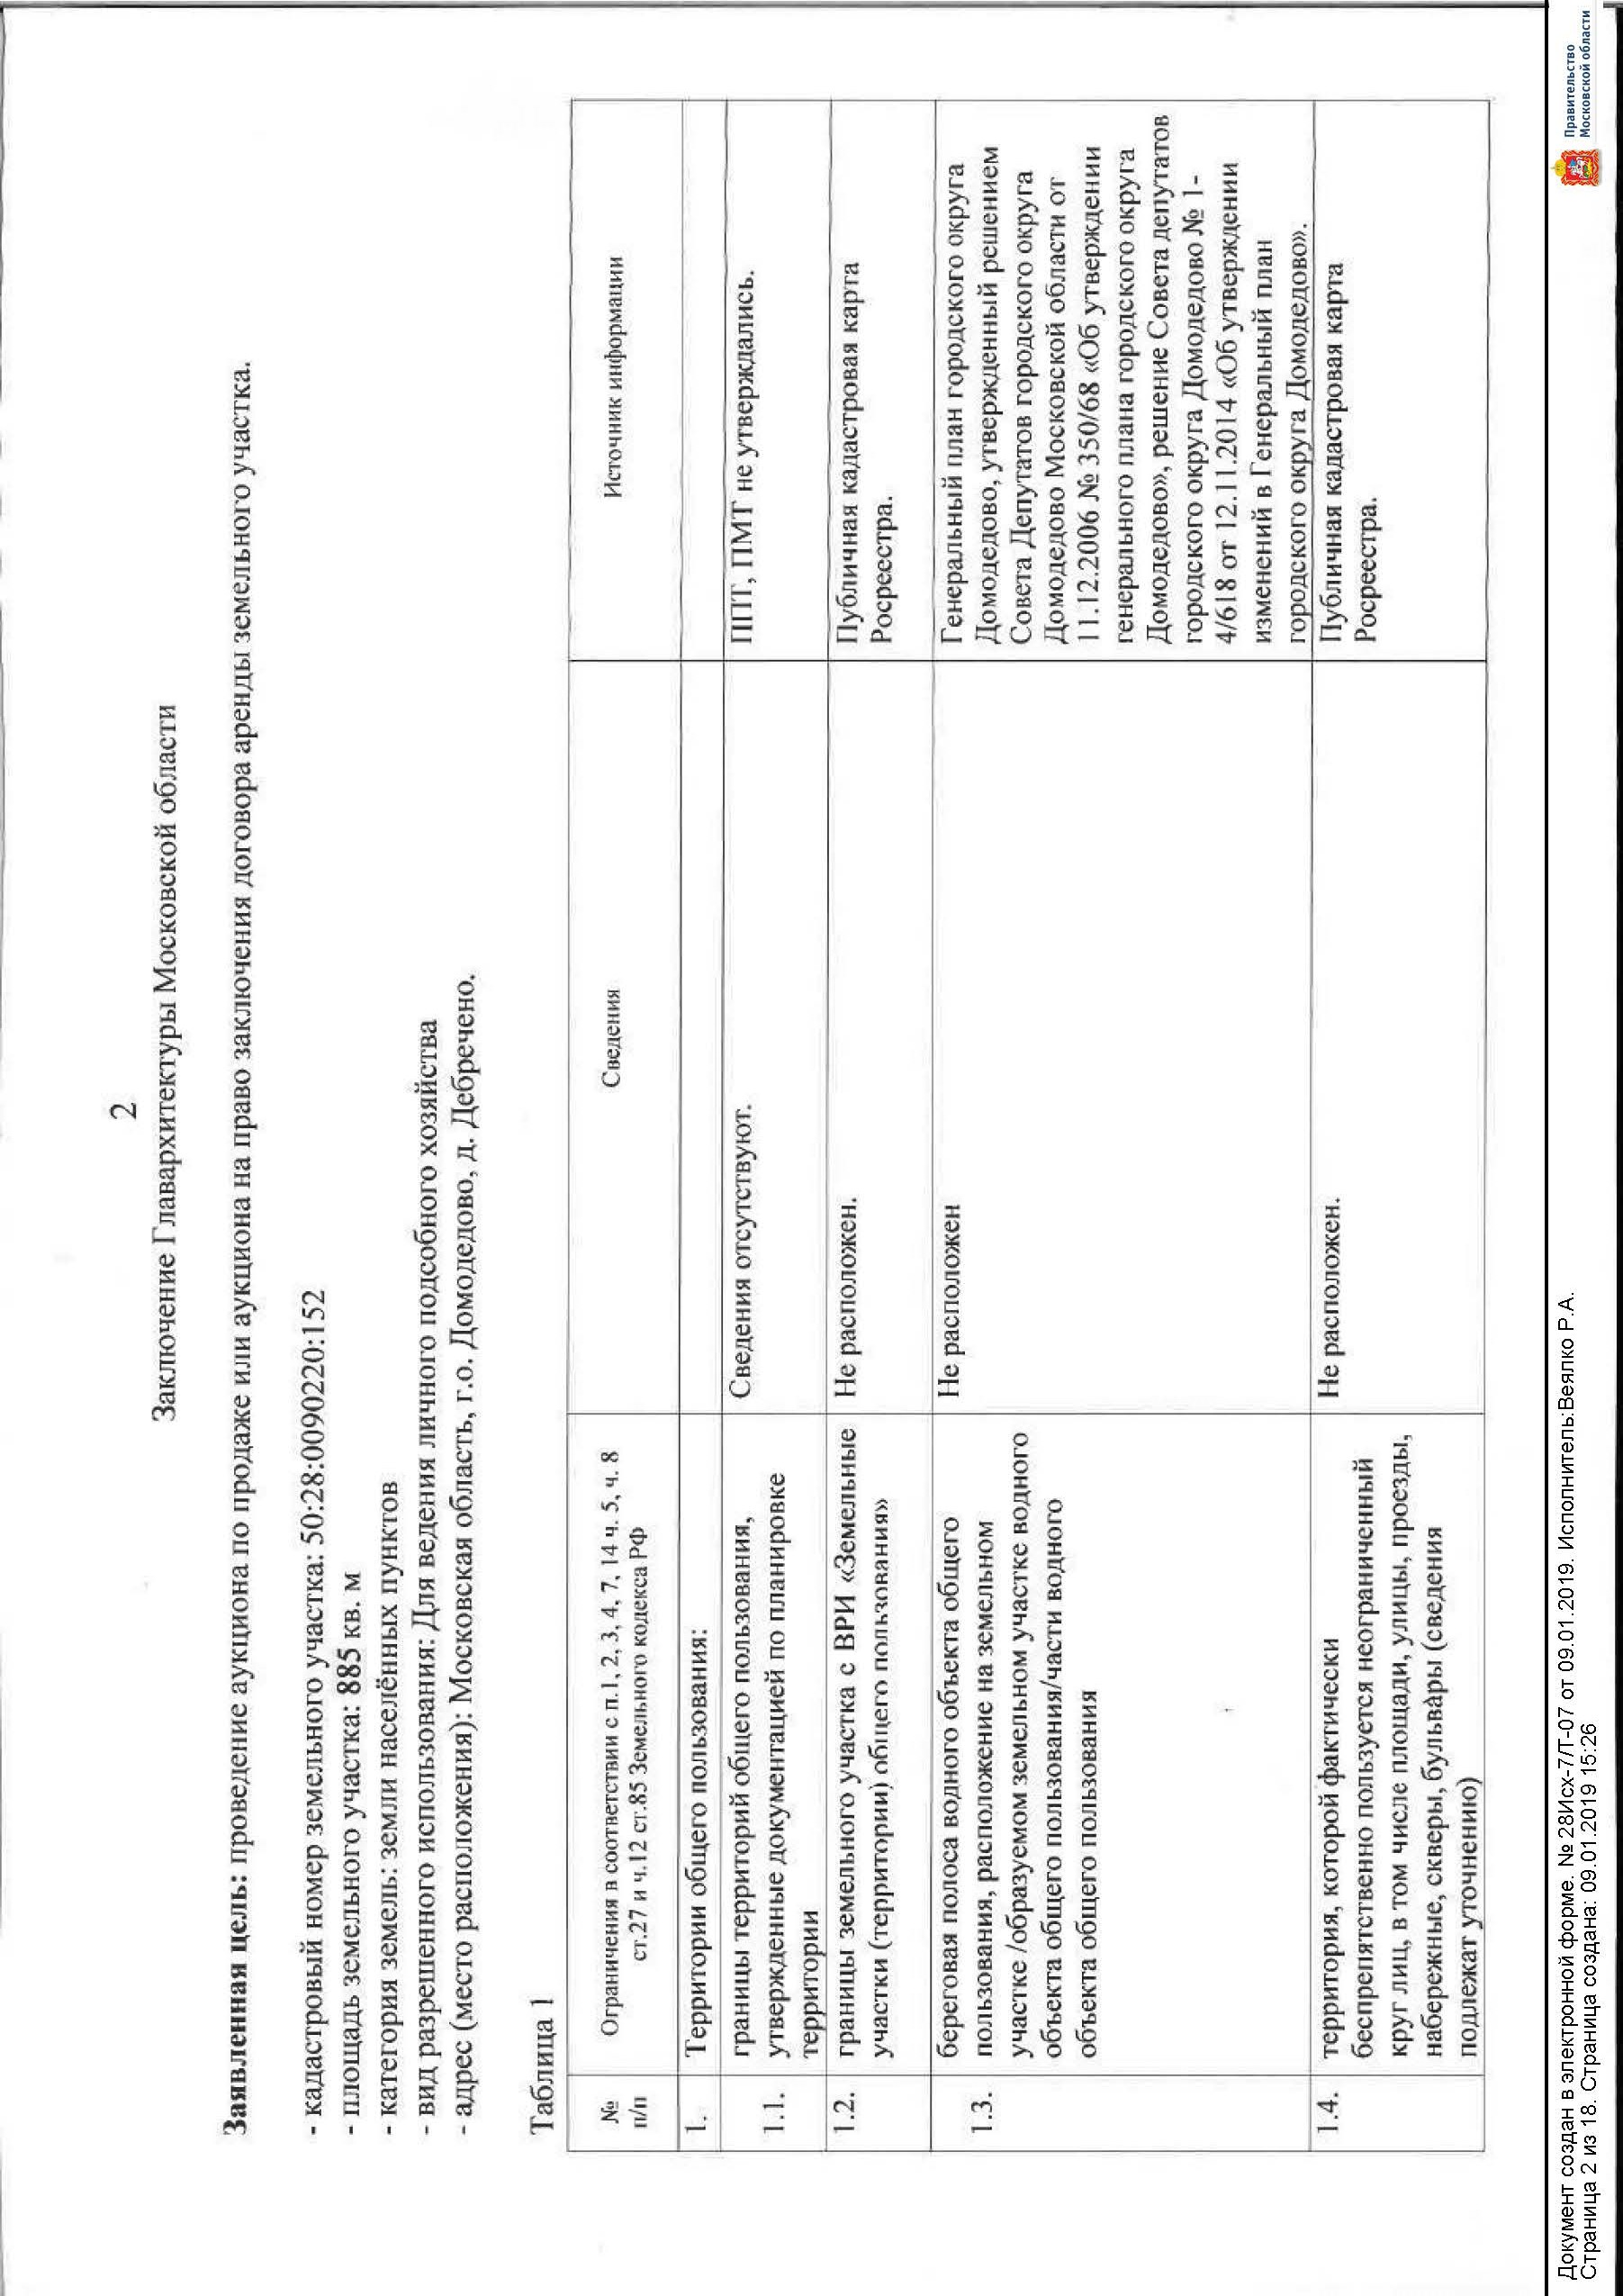 2
Заключение Главархитектуры Московской области
Заявленная цель: проведение аукциона по продаже или аукциона на право заключения договора аренды земельного участка.
- кадастровый номер земельного участка: 50:28:0090220:152
- площадь земельного участка: 885 кв. м
- категория земель: земли населённых пунктов
- вид разрешенного использования: Для ведения личного подсобного хозяйства
- адрес (место расположения): Московская область, г.о. Домодедово, д. Дебречено.
Таблица 1
№
п/п
Ограничения в соответствии с п.1, 2, 3, 4, 7, 14 ч. 5, ч. 8
ст.27 и ч.12 ст.85 Земельного кодекса РФ
Сведения
Источник информации
1.
Территории общего пользования:
1.1.
границы территорий общего пользования,
утвержденные документацией по планировке
территории
Сведения отсутствуют.
ППТ, ПМТ не утверждались.
1.2.
границы земельного участка с ВРИ «Земельные
участки (территории) общего пользования»
Не расположен.
Публичная кадастровая карта
Росреестра.
1.3.
береговая полоса водного объекта общего
пользования, расположение на земельном
участке /образуемом земельном участке водного
объекта общего пользования/части водного
объекта общего пользования
Не расположен
Генеральный план городского округа
Домодедово, утвержденный решением
Совета Депутатов городского округа
Домодедово Московской области от
11.12.2006 № 350/68 «Об утверждении
генерального плана городского округа
Домодедово», решение Совета депутатов
городского округа Домодедово № 1-
4/618 от 12.11.2014 «Об утверждении
изменений в Генеральный план
городского округа Домодедово».
1.4.
территория, которой фактически
беспрепятственно пользуется неограниченный
круг лиц, в том числе площади, улицы, проезды,
набережные, скверы, бульвары (сведения
подлежат уточнению)
Не расположен.
Публичная кадастровая карта
Росреестра.
Документ создан в электронной форме. № 28Исх-7/Т-07 от 09.01.2019. Исполнитель:Веялко Р.А.
Страница 2 из 18. Страница создана: 09.01.2019 15:26
Правительство
Московской области